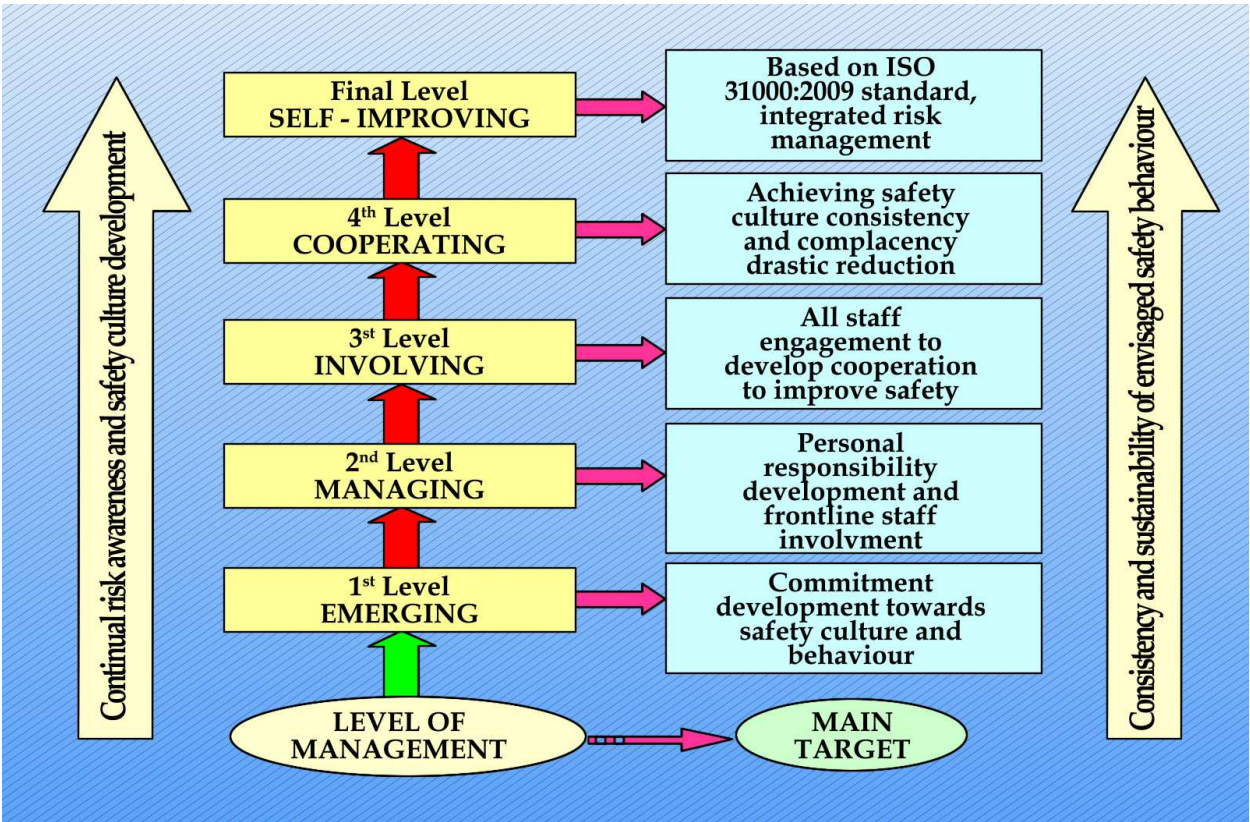 Continual risk awareness and safety culture development
Final Level
SELF - IMPROVING
Based on ISO
31000:2009 standard,
integrated risk
management
4th Level
COOPERATING
Achieving safety
culture consistency
and complacency
drastic reduction
3st Level
INVOLVING
All staff
engagement to
develop cooperation
to improve safety
2nd Level
MANAGING
Personal
responsibility
development and
frontline staff
involvment
1st Level
EMERGING
Commitment
development towards
safety culture and
behaviour
LEVEL OF
MANAGEMENT
MAIN
TARGET
Consistency and sustainability of envisaged safety behaviour